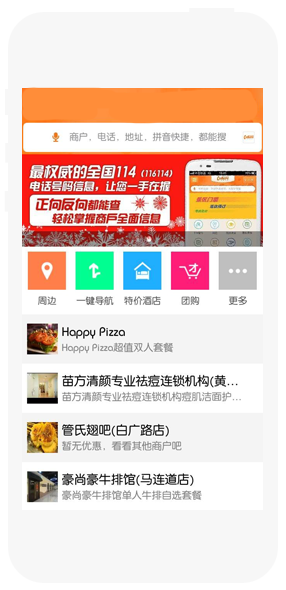 商户，电话，地址，拼音快捷，都能搜
最权威的全国114 (116114)
电话号码信息，让您一手在握
正向反向都能查
轻松掌握商户全面信息
周边
一键导航
特价酒店
团购
更多
Happy Pizza
Happy Pizza超值双人套餐
苗方清颜专业祛痘连锁机构(黄...
苗方清颜专业祛痘连锁机构痘肌洁面护...
管氏翅吧(白广路店)
暂无优惠，看看其他商户吧
豪尚豪牛排馆(马连道店)
豪尚豪牛排馆单人牛排自选套餐